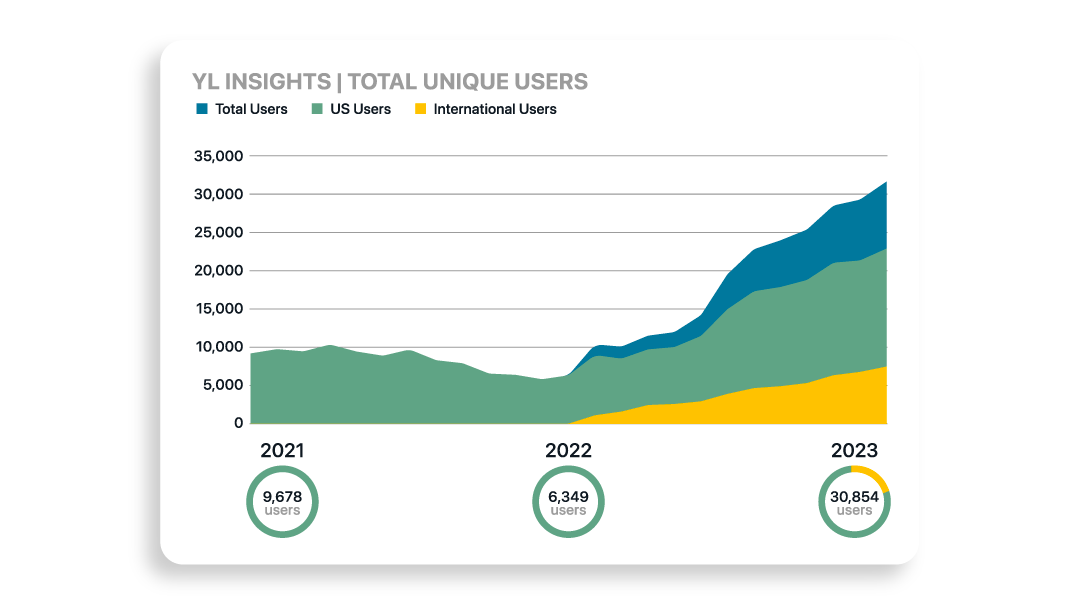 YL INSIGHTS | TOTAL UNIQUE USERS
Total Users US Users International Users
35,000
30,000
25,000
20,000
15,000
10,000
5,000
0
2021 2022 2023
9,678 6,349 30,854
users users users